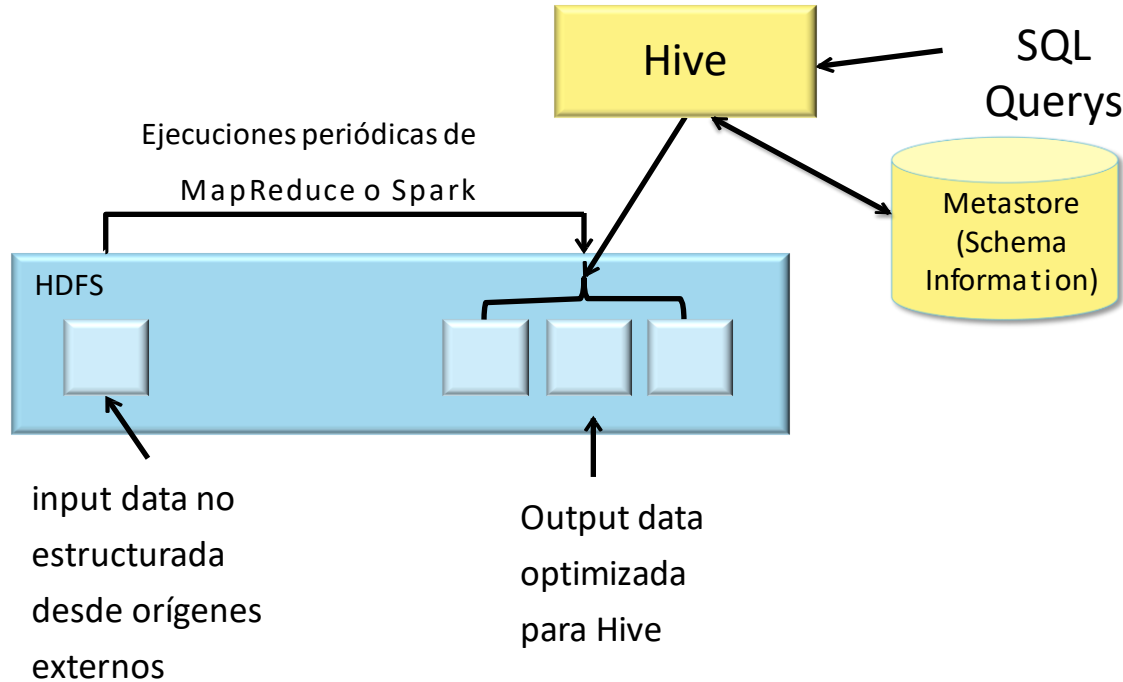 Hive
SQL
Querys
Ejecuciones periódicas de
MapReduce o Spark
Metastore
(Schema
Information)
HDFS
input data no
estructurada
desde orígenes
externos
Output data
optimizada
para Hive